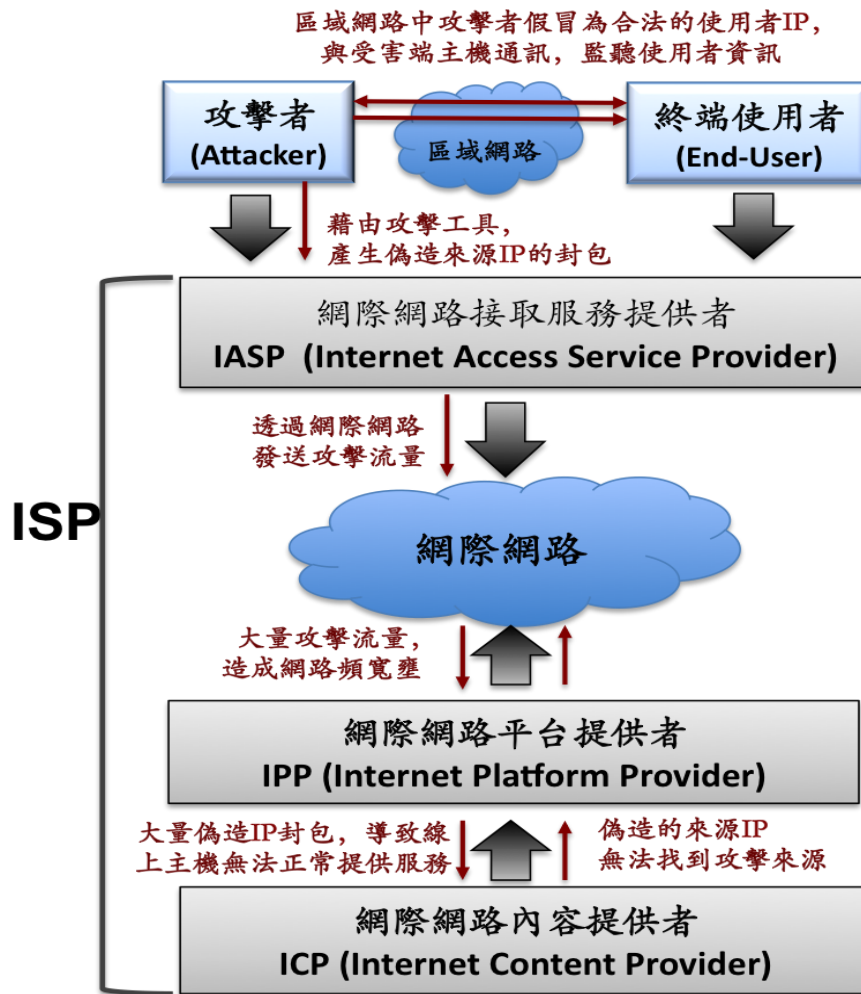 區域網路中攻擊者假冒為合法的使用者IP,
與受害端主機通訊, 監聽使用者資訊
攻擊者
(Attacker)
區域網路
終端使用者
(End-User)
藉由攻擊工具,
產生偽造來源IP的封包
網際網路接取服務提供者
IASP (Internet Access Service Provider)
透過網際網路
發送攻擊流量
ISP
網際網路
大量攻擊流量,
造成網路頻寬壅
網際網路平台提供者
IPP (Internet Platform Provider)
大量偽造IP封包, 導致線
上主機無法正常提供服務
偽造的來源IP
無法找到攻擊來源
網際網路內容提供者
ICP (Internet Content Provider)